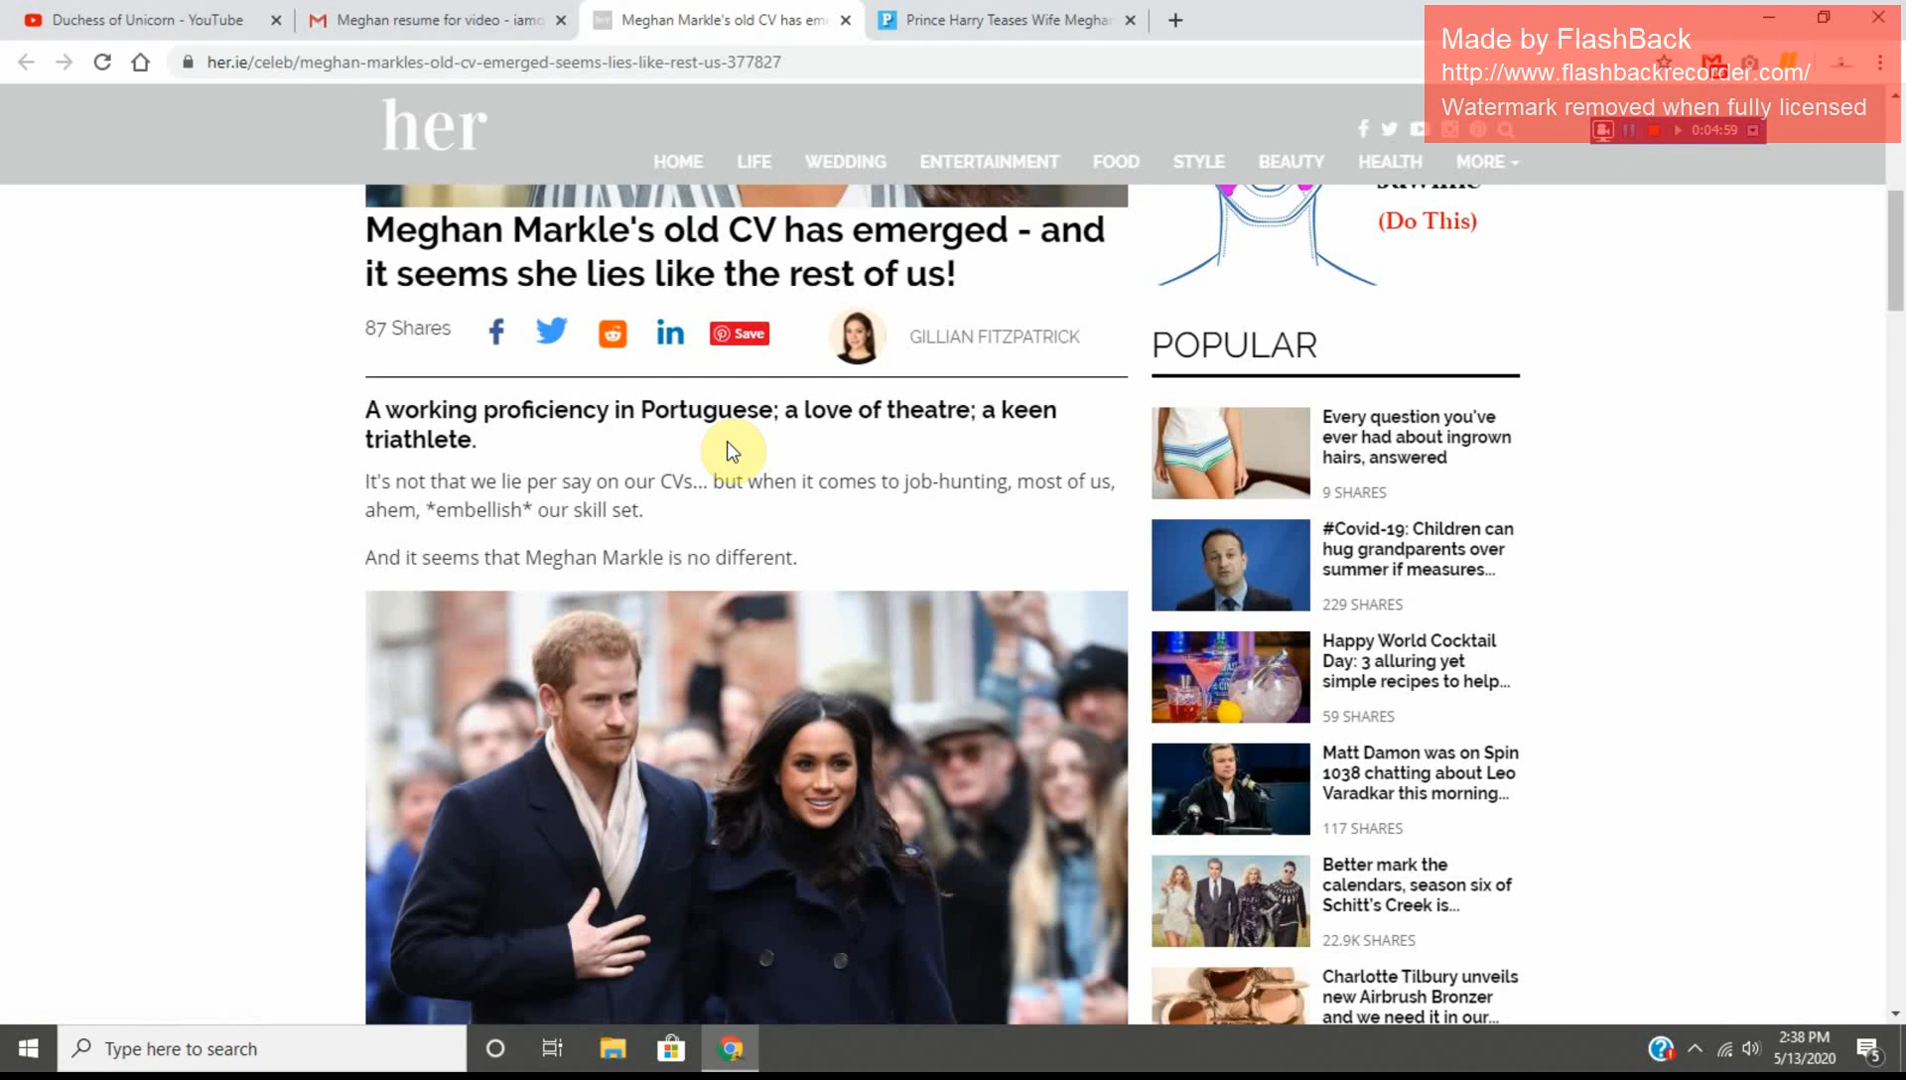 Duchess of Unicorn - YouTube
Meghan resume for video - iamo
Meghan Markle's old CV has eme
Prince Harry Teases Wife Meghan
her.ie/celeb/meghan-markles-old-cv-emerged-seems-lies-like-rest-us-377827
Made by FlashBack
http://www.flashbackrecorder.com/
Watermark removed when fully licensed
0:04:59
her
HOME LIFE WEDDING ENTERTAINMENT FOOD STYLE BEAUTY HEALTH MORE
(Do This)
Meghan Markle's old CV has emerged - and
it seems she lies like the rest of us!
87 Shares
Save
GILLIAN FITZPATRICK
A working proficiency in Portuguese; a love of theatre; a keen
triathlete.
It's not that we lie per say on our CVs... but when it comes to job-hunting, most of us,
ahem, *embellish* our skill set.
And it seems that Meghan Markle is no different.
POPULAR
Every question you've
ever had about ingrown
hairs, answered
9 SHARES
#Covid-19: Children can
hug grandparents over
summer if measures...
229 SHARES
Happy World Cocktail
Day: 3 alluring yet
simple recipes to help...
59 SHARES
Matt Damon was on Spin
1038 chatting about Leo
Varadkar this morning...
117 SHARES
Better mark the
calendars, season six of
Schitt's Creek is...
22.9K SHARES
Charlotte Tilbury unveils
new Airbrush Bronzer
and we need it in our...
Type here to search
2:38 PM
5/13/2020
5